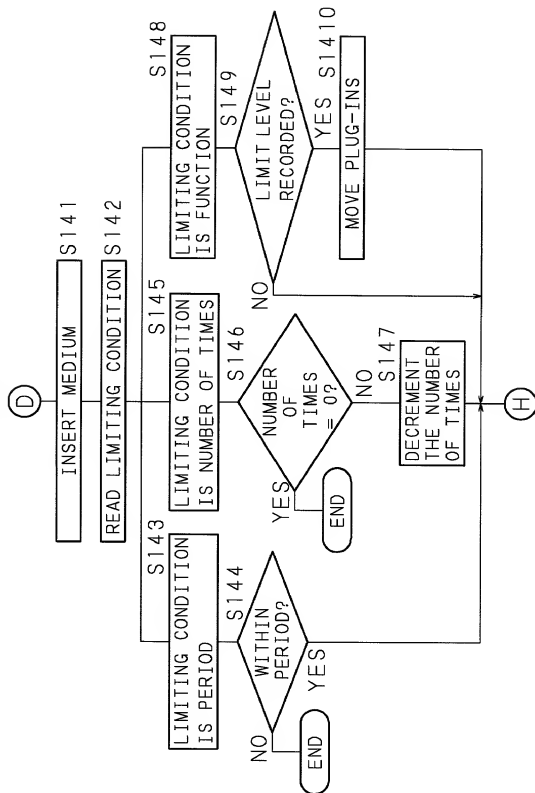 D
INSERT MEDIUM
S141
READ LIMITING CONDITION
S142
LIMITING CONDITION
IS PERIOD
S143
WITHIN
PERIOD?
S144
NO
YES
END
LIMITING CONDITION
IS NUMBER OF TIMES
S145
NUMBER
OF
TIMES
= 0?
S146
YES
NO
END
DECREMENT
THE NUMBER
OF TIMES
S147
LIMITING CONDITION
IS FUNCTION
S148
LIMIT LEVEL
RECORDED?
S149
NO
YES
MOVE PLUG-INS
S1410
H